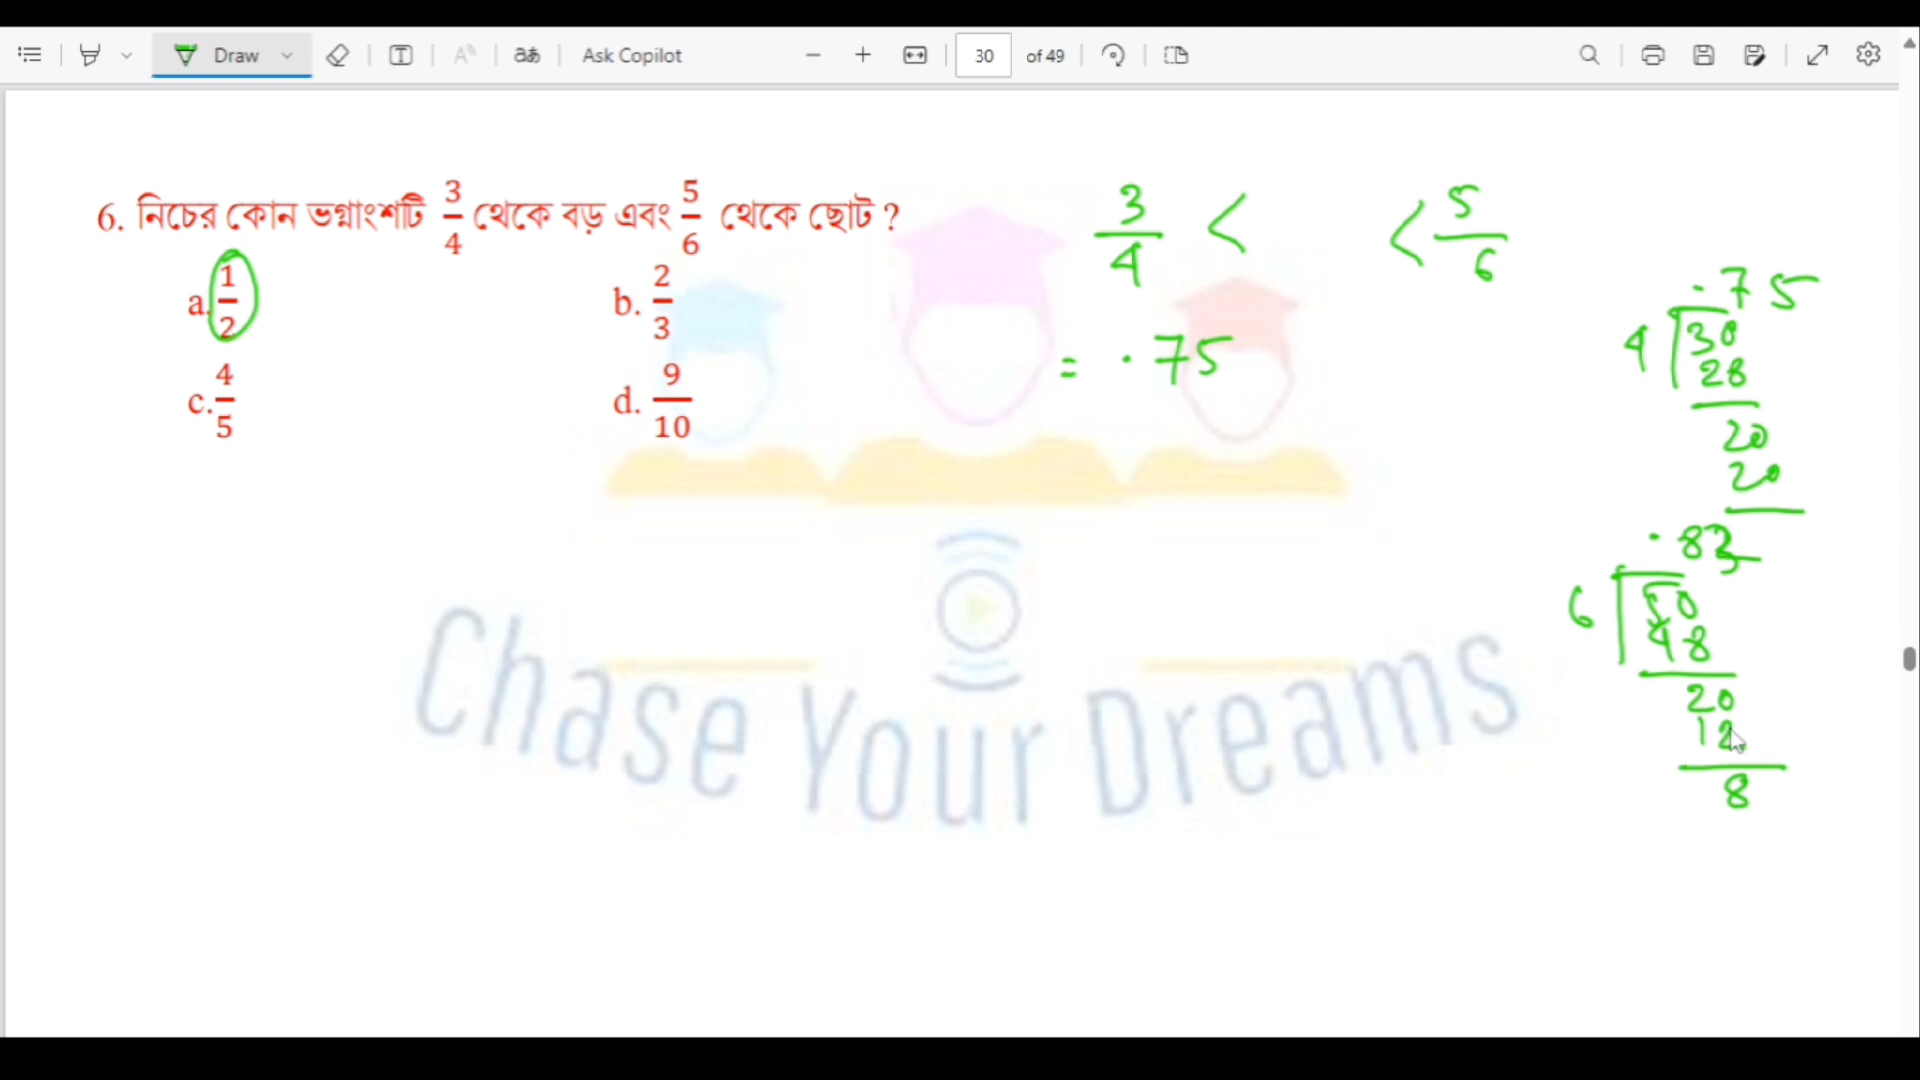 Draw
Ask Copilot
30 of 49
6. নিচের কোন ভগ্নাংশটি 3/4 থেকে বড় এবং 5/6 থেকে ছোট ?
a. 1/2
b. 2/3
c. 4/5
d. 9/10
3/4 < < 5/6
= .75
.75
4 30
28
20
20
.83
6 50
48
20
12
8
Chase Your Dreams